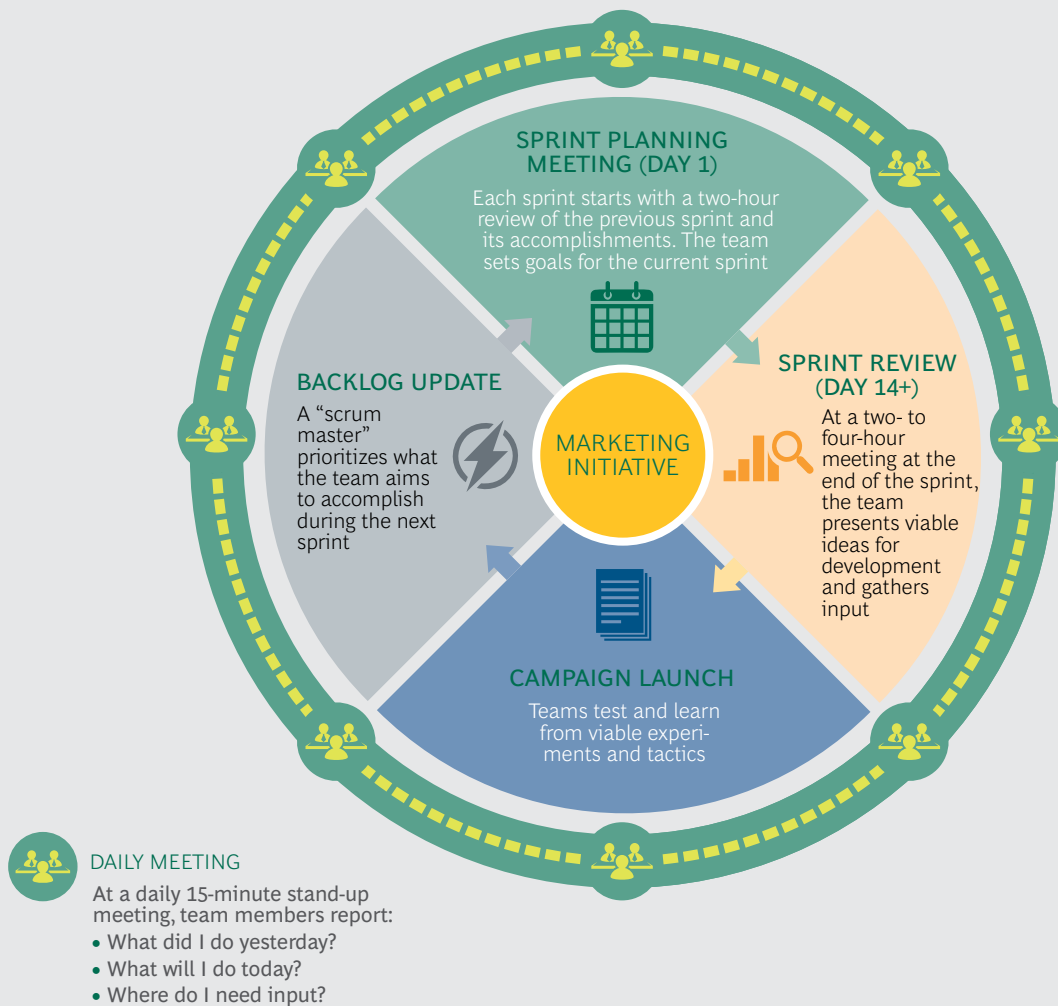 SPRINT PLANNING
MEETING (DAY 1)
Each sprint starts with a two-hour
review of the previous sprint and
its accomplishments. The team
sets goals for the current sprint
SPRINT REVIEW
(DAY 14+)
At a two- to
four-hour
meeting at the
end of the sprint,
the team
presents viable
ideas for
development
and gathers
input
CAMPAIGN LAUNCH
Teams test and learn
from viable experi-
ments and tactics
BACKLOG UPDATE
A “scrum
master”
prioritizes what
the team aims
to accomplish
during the next
sprint
MARKETING
INITIATIVE
DAILY MEETING
At a daily 15-minute stand-up
meeting, team members report:
• What did I do yesterday?
• What will I do today?
• Where do I need input?